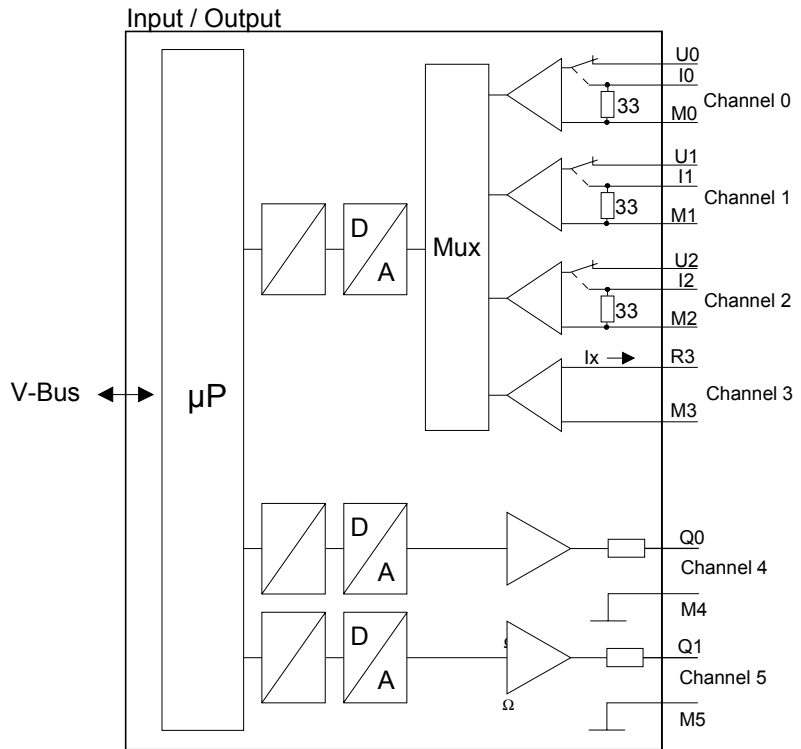 Input / Output
U0
I0
33
Channel 0
M0
U1
I1
33
Channel 1
M1
D
A
Mux
U2
I2
33
Channel 2
M2
Ix
R3
V-Bus
µP
Channel 3
M3
D
A
Q0
Channel 4
M4
D
A
Ω
Q1
Channel 5
Ω
M5